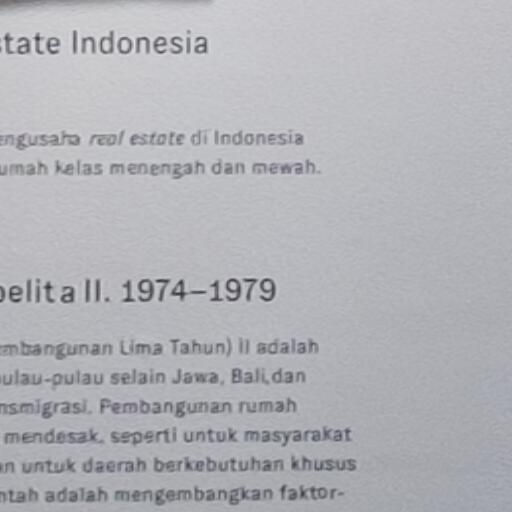 state Indonesia
engusaha real estate di Indonesia
umah kelas menengah dan mewah.
pelita II. 1974–1979
mbangunan Lima Tahun) II adalah
pulau-pulau selain Jawa, Bali, dan
nsmigrasi. Pembangunan rumah
mendesak, seperti untuk masyarakat
an untuk daerah berkebutuhan khusus
ntah adalah mengembangkan faktor-